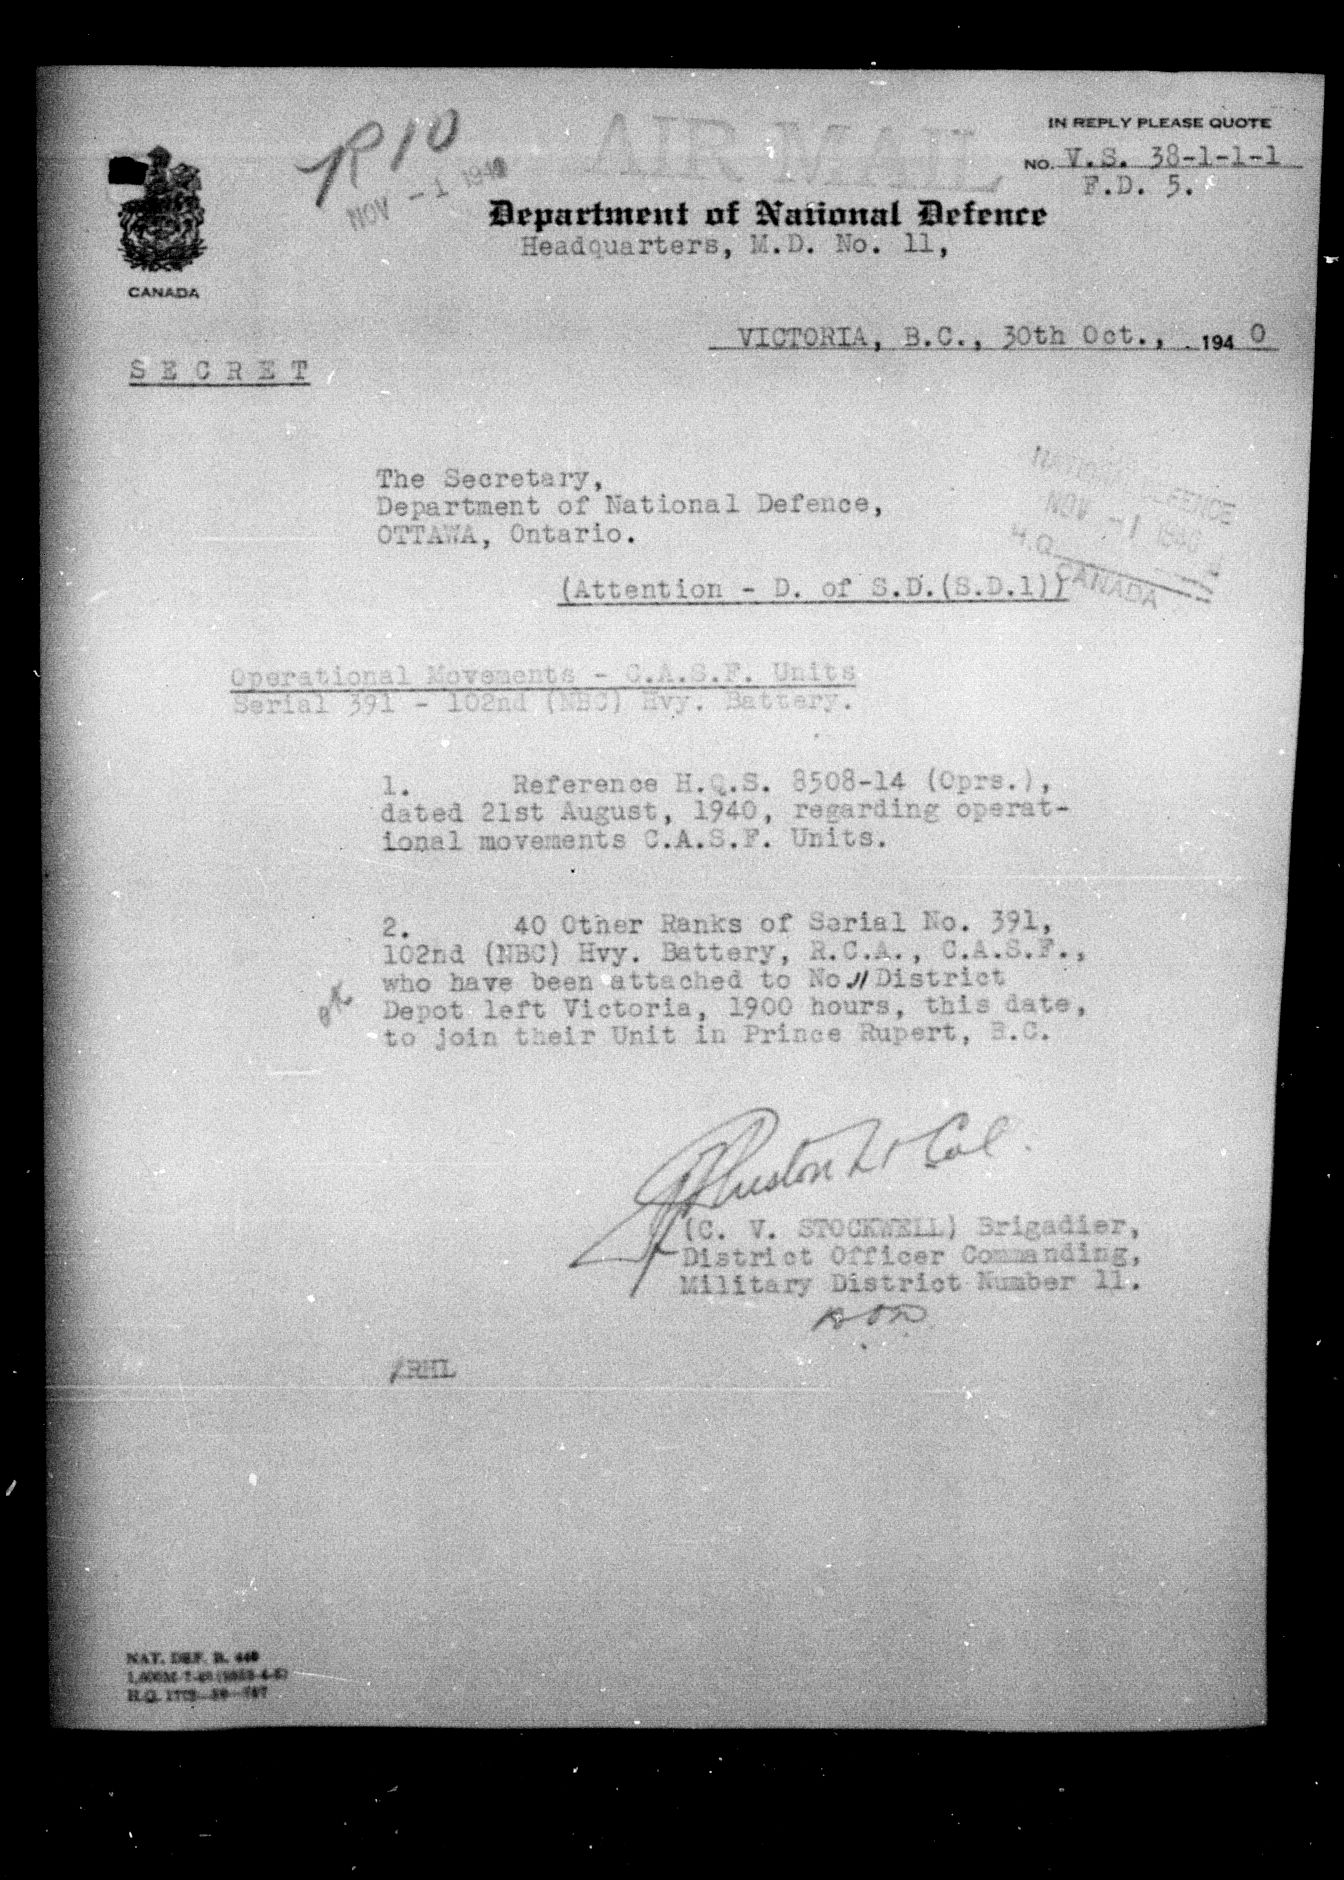 R10
NOV -1 1940
AIR MAIL
IN REPLY PLEASE QUOTE
NO. V.S. 38-1-1-1
F.D. 5.
Department of National Defence
Headquarters, M.D. No. 11,
CANADA
VICTORIA, B.C., 30th Oct., 1940
SECRET
The Secretary,
Department of National Defence,
OTTAWA, Ontario.
NOV -1 1940
H.Q.
CANADA
(Attention - D. of S.D.(S.D.1))
Operational Movements - C.A.S.F. Units
Serial 391 - 102nd (NBC) Hvy. Battery.
1. Reference H.Q.S. 8508-14 (Oprs.),
dated 21st August, 1940, regarding operat-
ional movements C.A.S.F. Units.
2. 40 Other Ranks of Serial No. 391,
102nd (NBC) Hvy. Battery, R.C.A., C.A.S.F.,
who have been attached to No. 11 District
Depot left Victoria, 1900 hours, this date,
to join their Unit in Prince Rupert, B.C.
Lt Col.
(C. V. STOCKWELL) Brigadier,
District Officer Commanding,
Military District Number 11.
/RHL
NAT. DEF. B.
H.Q.